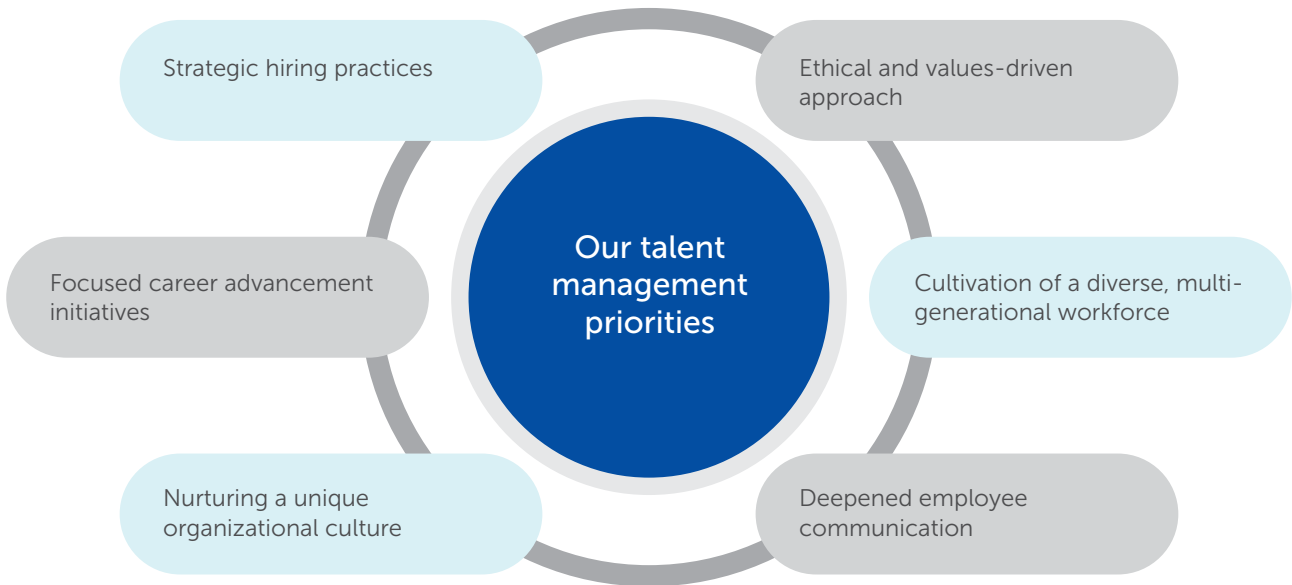 Strategic hiring practices
Ethical and values-driven
approach
Focused career advancement
initiatives
Our talent
management
priorities
Cultivation of a diverse, multi-
generational workforce
Nurturing a unique
organizational culture
Deepened employee
communication